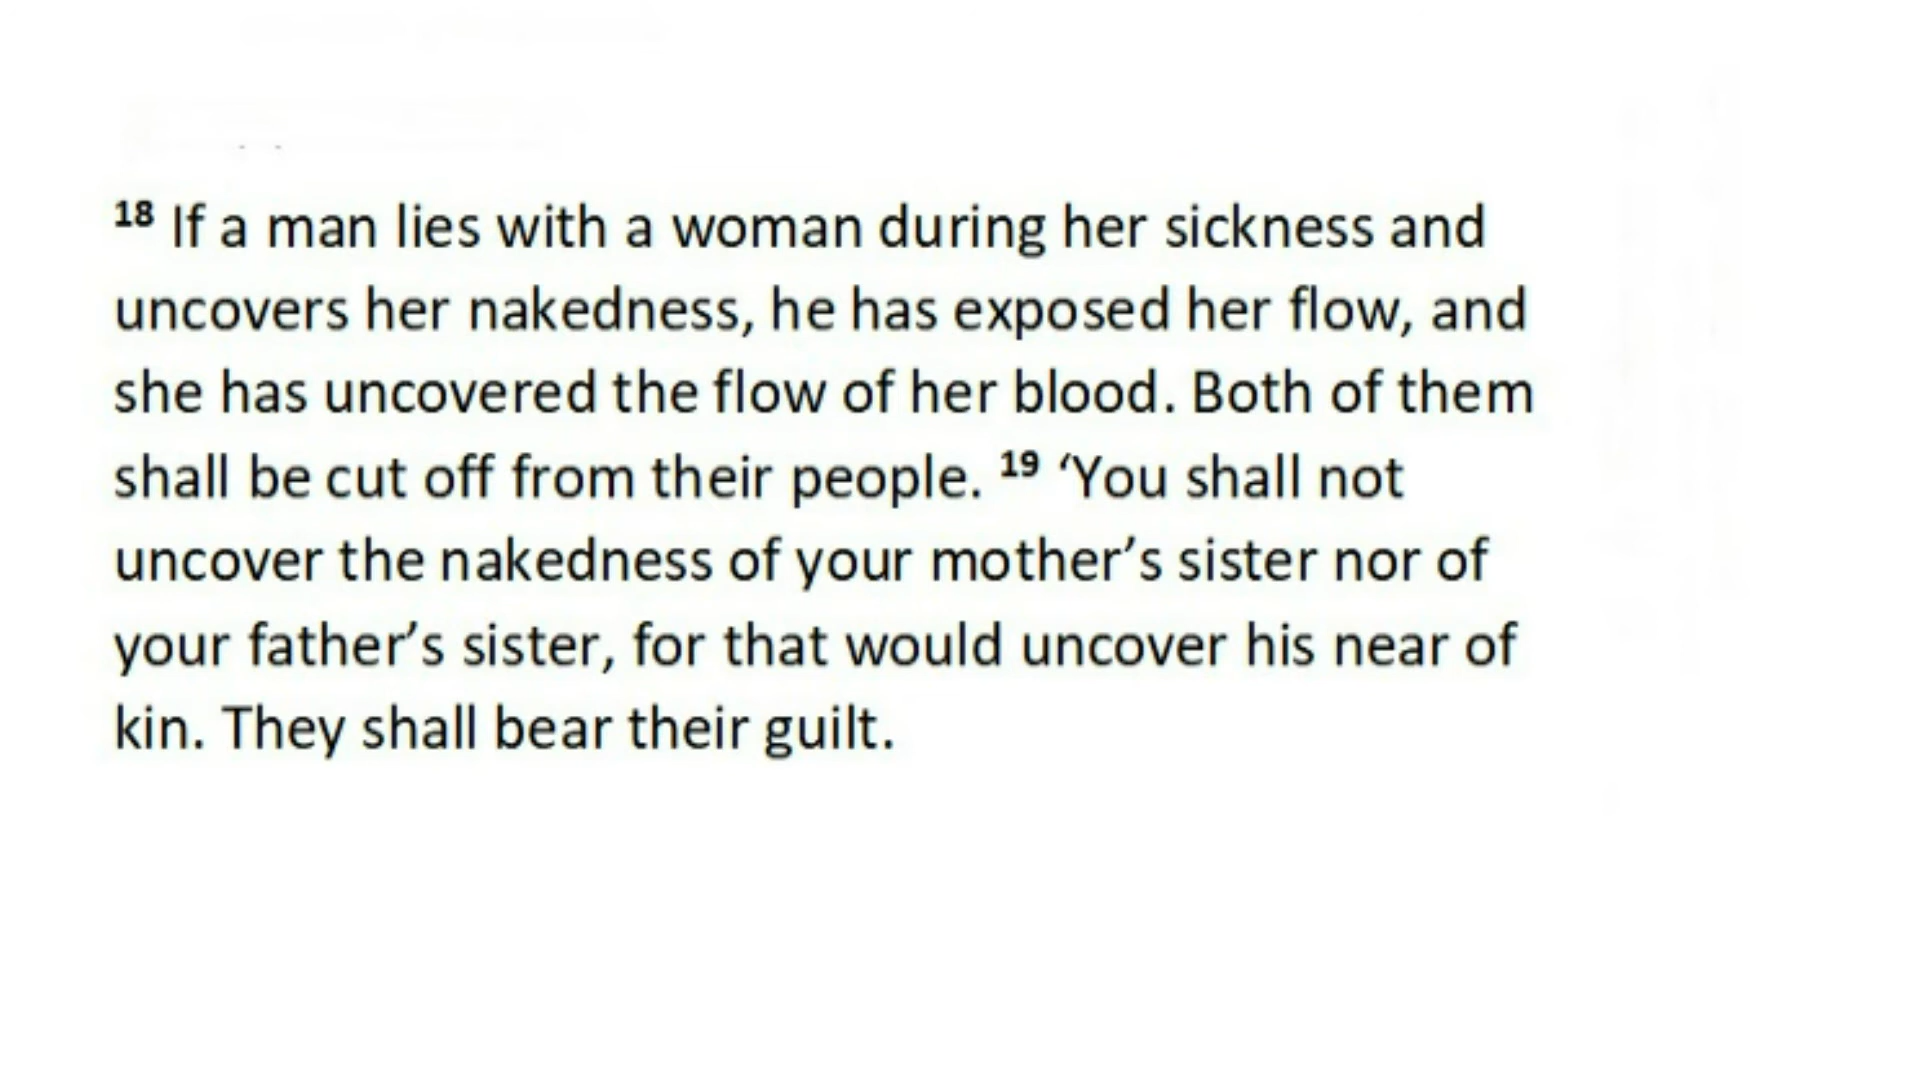 18 If a man lies with a woman during her sickness and
uncovers her nakedness, he has exposed her flow, and
she has uncovered the flow of her blood. Both of them
shall be cut off from their people. 19 ‘You shall not
uncover the nakedness of your mother’s sister nor of
your father’s sister, for that would uncover his near of
kin. They shall bear their guilt.